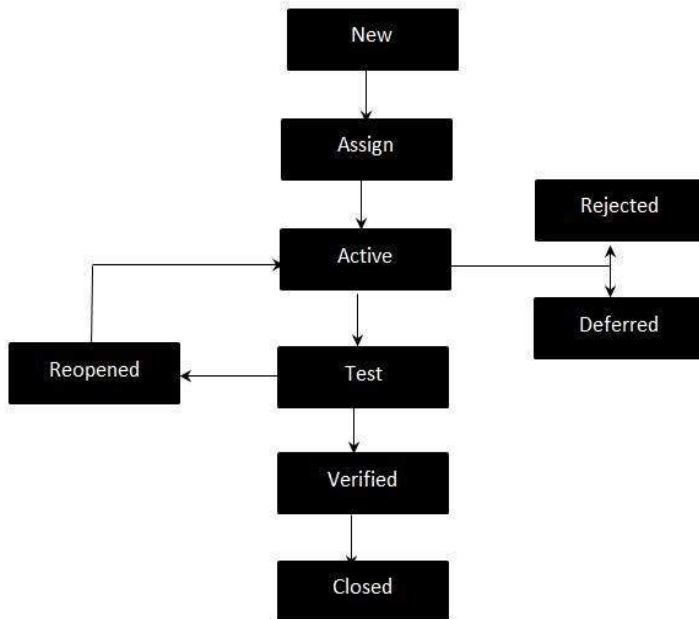 New
Assign
Rejected
Active
Deferred
Reopened
Test
Verified
Closed